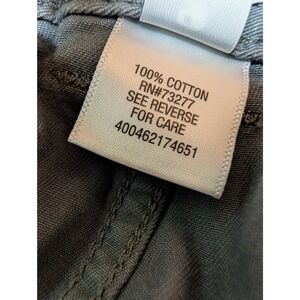 100% COTTON
RN#73277
SEE REVERSE
FOR CARE
400462174651